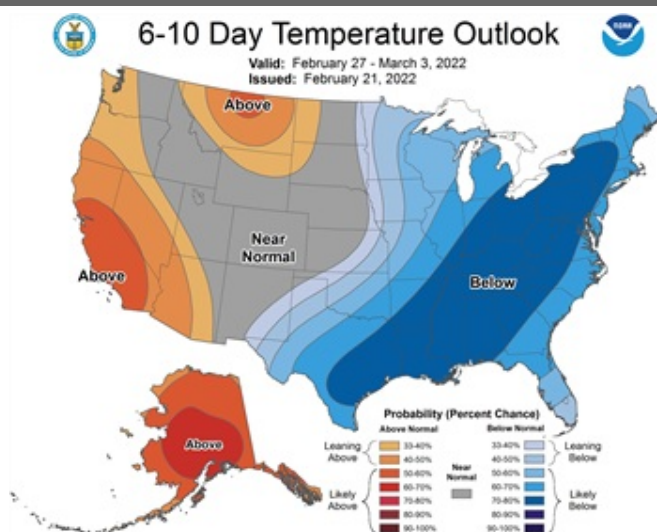 6-10 Day Temperature Outlook
Valid: February 27 - March 3, 2022
Issued: February 21, 2022
NOAA
Above
Near
Normal
Above
Below
Above
Probability (Percent Chance)
Above Normal
Below Normal
Leaning
Above
33-40%
40-50%
50-60%
60-70%
70-80%
80-90%
90-100%
Likely
Above
Near
Normal
33-40%
40-50%
50-60%
60-70%
70-80%
80-90%
90-100%
Leaning
Below
Likely
Below